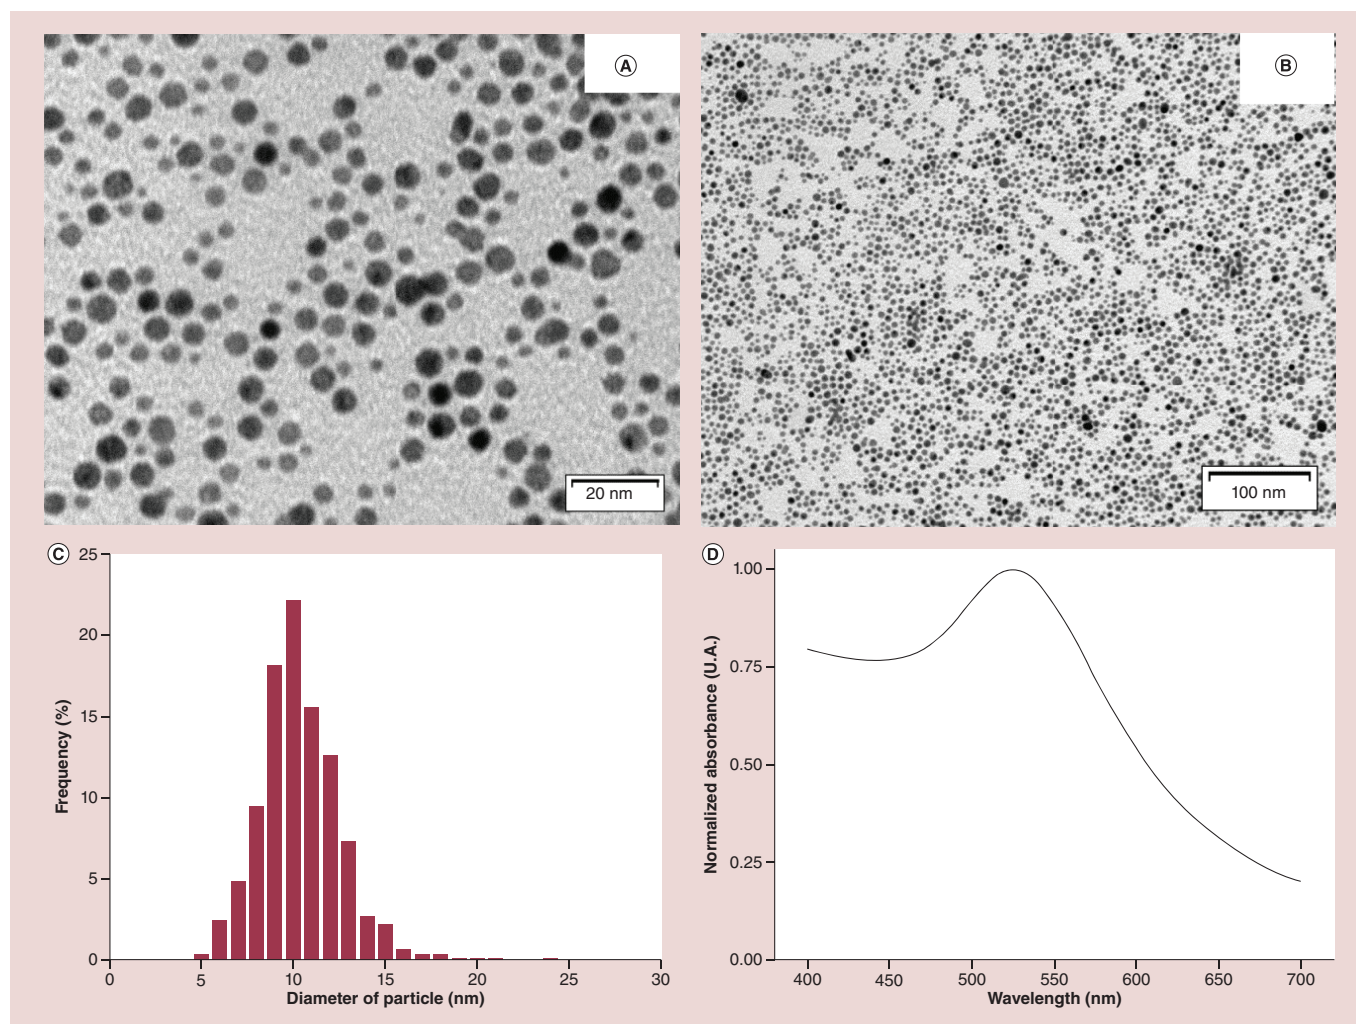 A
B
20 nm
100 nm
C
25
20
15
10
5
0
Frequency (%)
0 5 10 15 20 25 30
Diameter of particle (nm)
D
1.00
0.75
0.50
0.25
0.00
Normalized absorbance (U.A.)
400 450 500 550 600 650 700
Wavelength (nm)